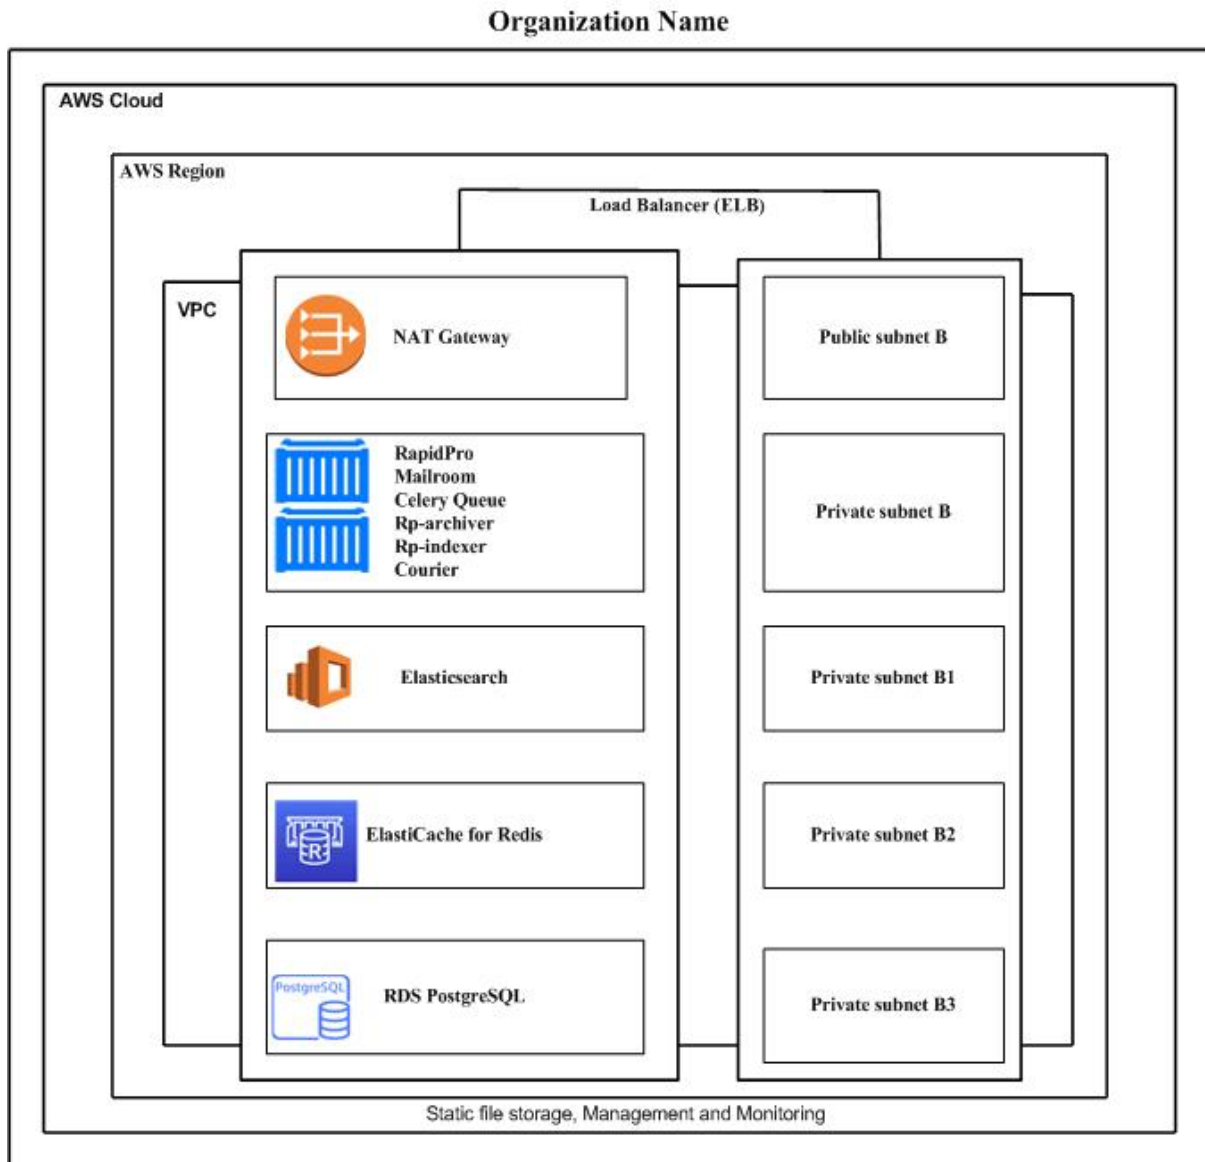 Organization Name
AWS Cloud
AWS Region
Load Balancer (ELB)
VPC
NAT Gateway
Public subnet B
RapidPro
Mailroom
Celery Queue
Rp-archiver
Rp-indexer
Courier
Private subnet B
Elasticsearch
Private subnet B1
R
ElastiCache for Redis
Private subnet B2
PostgreSQL
RDS PostgreSQL
Private subnet B3
Static file storage, Management and Monitoring